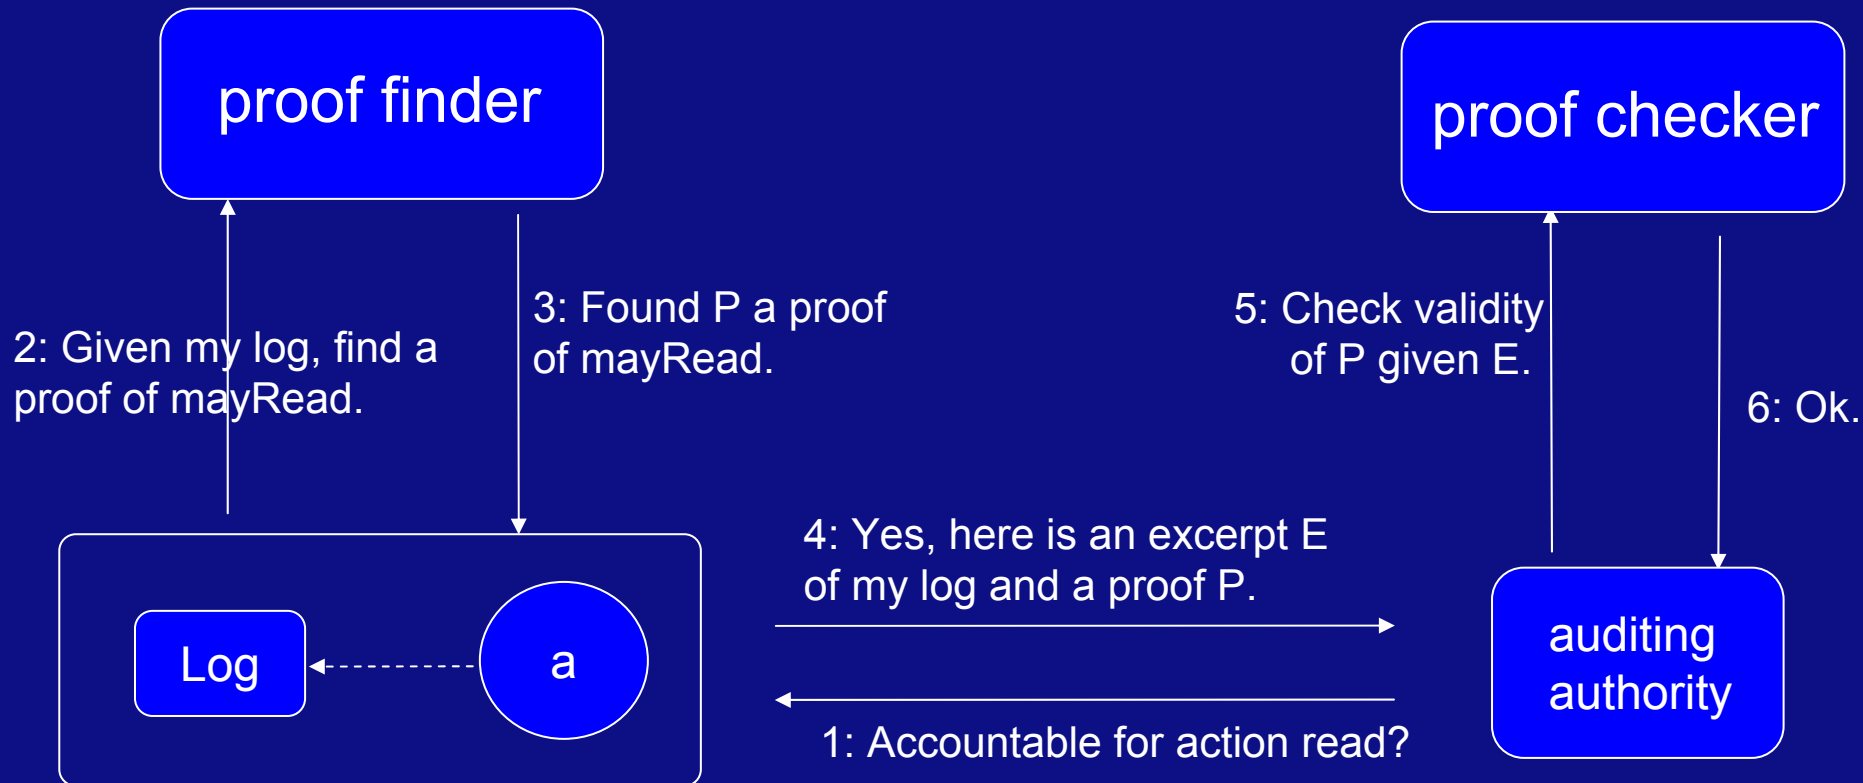 proof finder
proof checker
2: Given my log, find a
proof of mayRead.
3: Found P a proof
of mayRead.
5: Check validity
of P given E.
6: Ok.
4: Yes, here is an excerpt E
of my log and a proof P.
Log
a
auditing
authority
1: Accountable for action read?